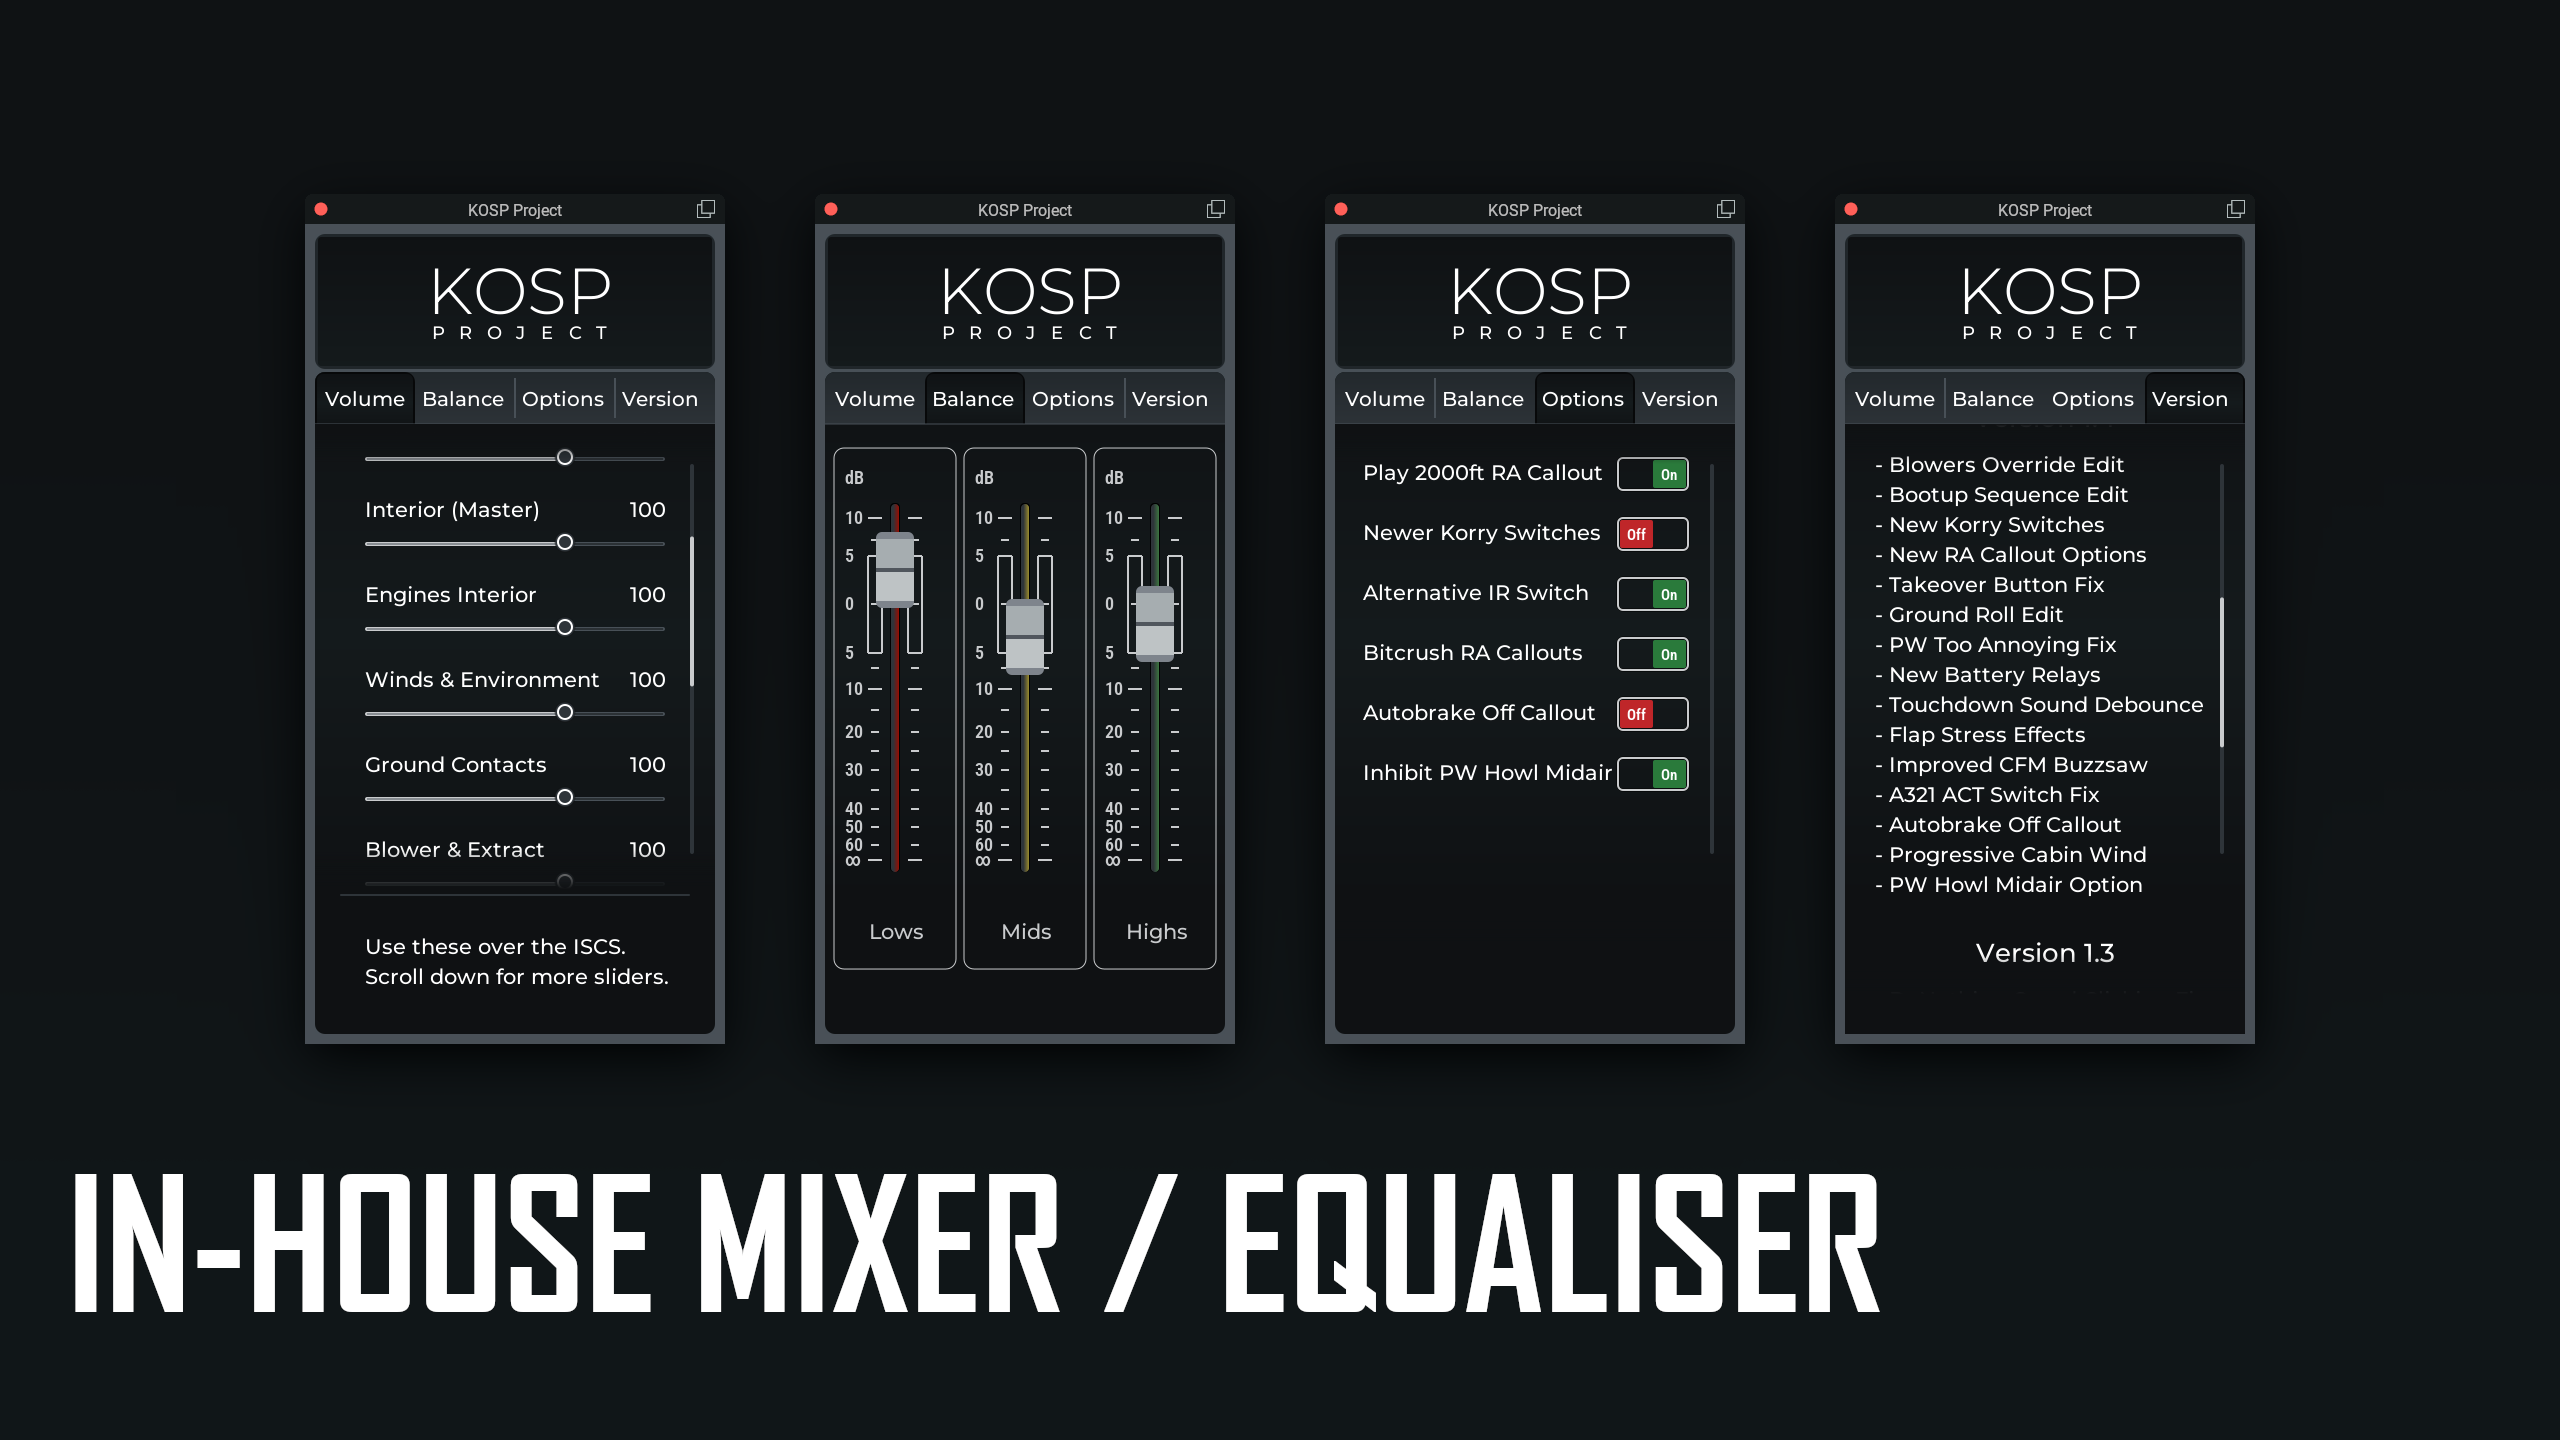 KOSP Project
KOSP
PROJECT
Volume Balance Options Version
Interior (Master) 100
Engines Interior 100
Winds & Environment 100
Ground Contacts 100
Blower & Extract 100
Use these over the ISCS.
Scroll down for more sliders.
KOSP Project
KOSP
PROJECT
Volume Balance Options Version
dB dB dB
10 10 10
5 5 5
0 0 0
5 5 5
10 10 10
20 20 20
30 30 30
40 40 40
50 50 50
60 60 60
∞ ∞ ∞
Lows Mids Highs
KOSP Project
KOSP
PROJECT
Volume Balance Options Version
Play 2000ft RA Callout On
Newer Korry Switches Off
Alternative IR Switch On
Bitcrush RA Callouts On
Autobrake Off Callout Off
Inhibit PW Howl Midair On
KOSP Project
KOSP
PROJECT
Volume Balance Options Version
- Blowers Override Edit
- Bootup Sequence Edit
- New Korry Switches
- New RA Callout Options
- Takeover Button Fix
- Ground Roll Edit
- PW Too Annoying Fix
- New Battery Relays
- Touchdown Sound Debounce
- Flap Stress Effects
- Improved CFM Buzzsaw
- A321 ACT Switch Fix
- Autobrake Off Callout
- Progressive Cabin Wind
- PW Howl Midair Option
Version 1.3
IN-HOUSE MIXER / EQUALISER